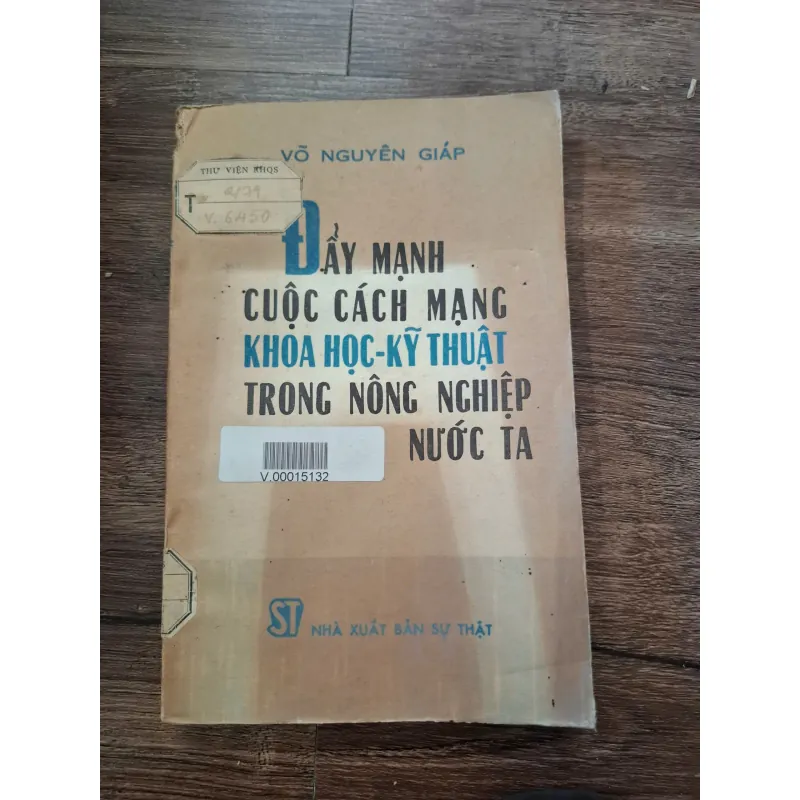 VÕ NGUYÊN GIÁP
THƯ VIỆN KHQS
T
V. 6450
ĐẨY MẠNH
CUỘC CÁCH MẠNG
KHOA HỌC-KỸ THUẬT
TRONG NÔNG NGHIỆP
NƯỚC TA
V.00015132
ST NHÀ XUẤT BẢN SỰ THẬT